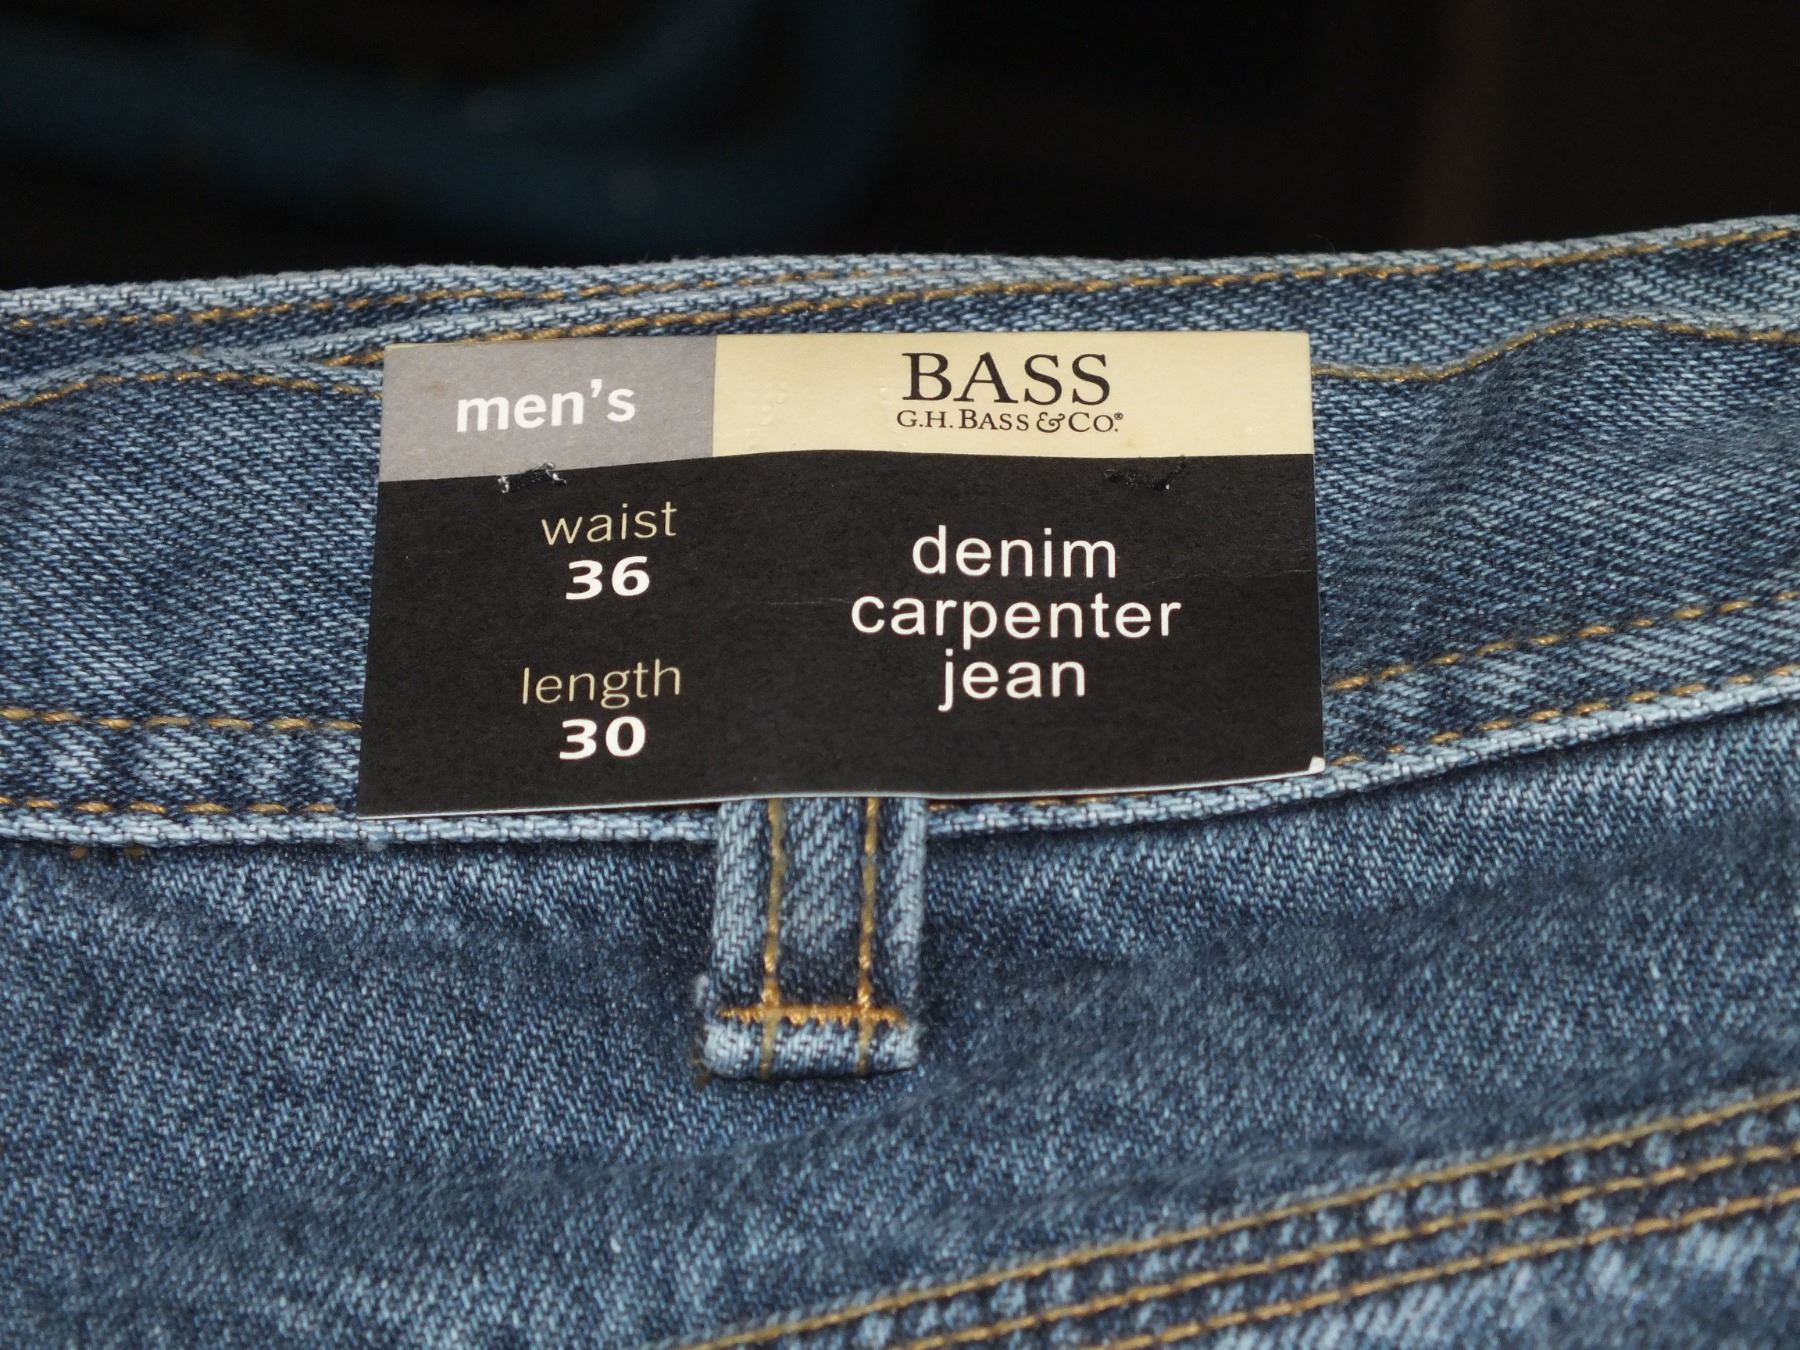 men's
BASS
G.H. BASS & CO.®
waist
36
length
30
denim
carpenter
jean